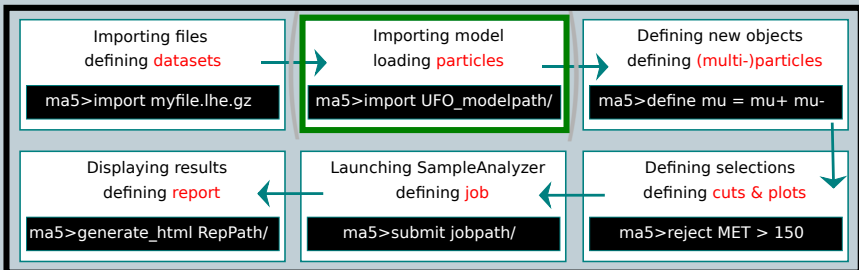 Importing files
defining datasets
ma5>import myfile.lhe.gz
Importing model
loading particles
ma5>import UFO_modelpath/
Defining new objects
defining (multi-)particles
ma5>define mu = mu+ mu-
Defining selections
defining cuts & plots
ma5>reject MET > 150
Launching SampleAnalyzer
defining job
ma5>submit jobpath/
Displaying results
defining report
ma5>generate_html RepPath/